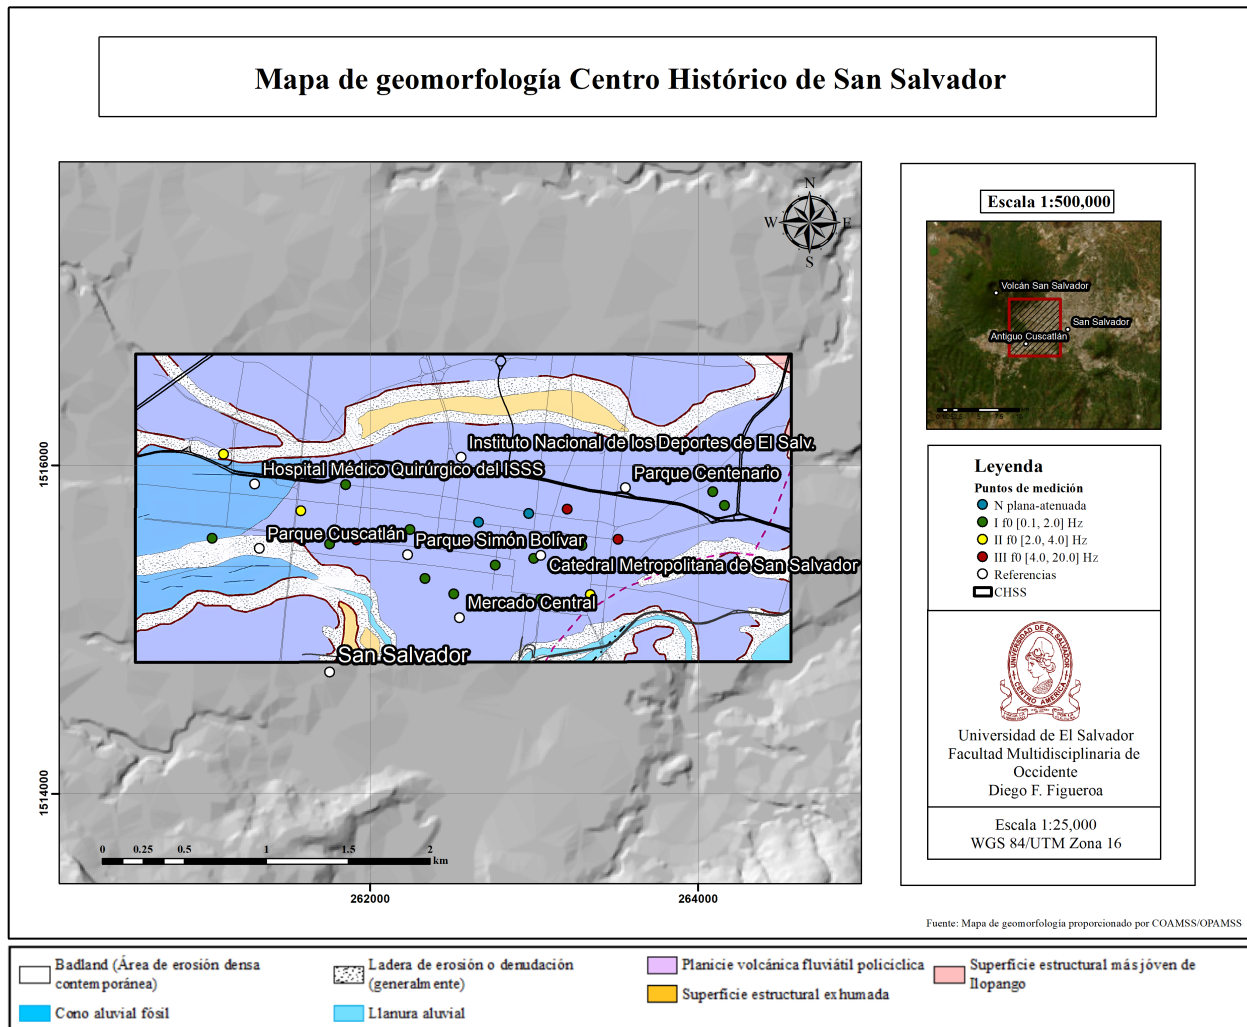 Mapa de geomorfología Centro Histórico de San Salvador
N
W E
S
Instituto Nacional de los Deportes de El Salv.
Hospital Médico Quirúrgico del ISSS
Parque Centenario
Parque Cuscatlán
Parque Simón Bolívar
Catedral Metropolitana de San Salvador
Mercado Central
San Salvador
1516000
1514000
0 0.25 0.5 1 1.5 2
km
262000 264000
Escala 1:500,000
Volcán San Salvador
San Salvador
Antiguo Cuscatlán
Leyenda
Puntos de medición
N plana-atenuada
I f0 [0.1, 2.0] Hz
II f0 [2.0, 4.0] Hz
III f0 [4.0, 20.0] Hz
Referencias
CHSS
UNIVERSIDAD DE EL SALVADOR
CENTRO AMERICA
Universidad de El Salvador
Facultad Multidisciplinaria de
Occidente
Diego F. Figueroa
Escala 1:25,000
WGS 84/UTM Zona 16
Fuente: Mapa de geomorfología proporcionado por COAMSS/OPAMSS
Badland (Área de erosión densa
contemporánea)
Cono aluvial fósil
Ladera de erosión o denudación
(generalmente)
Llanura aluvial
Planicie volcánica fluviátil policiclica
Superficie estructural exhumada
Superficie estructural más jóven de
Ilopango